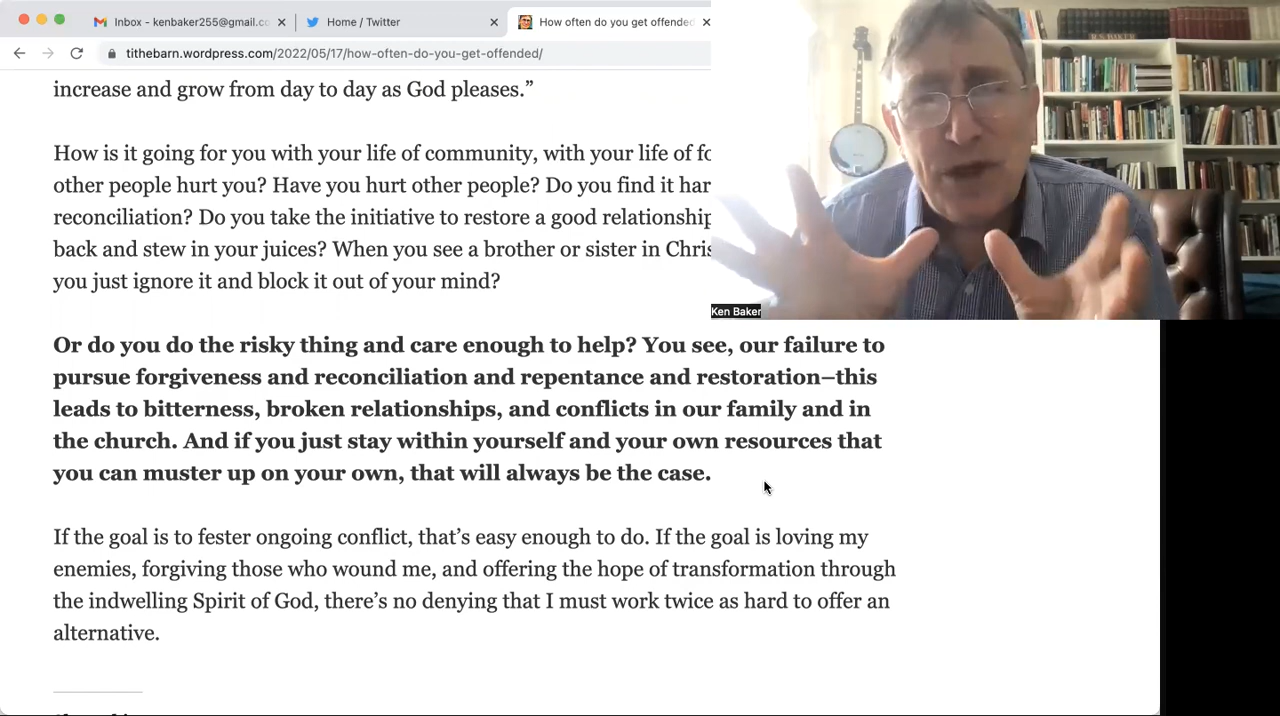 Inbox - kenbaker255@gmail.co
Home / Twitter
How often do you get offended
tithebarn.wordpress.com/2022/05/17/how-often-do-you-get-offended/
increase and grow from day to day as God pleases.”
How is it going for you with your life of community, with your life of fo
other people hurt you? Have you hurt other people? Do you find it har
reconciliation? Do you take the initiative to restore a good relationship
back and stew in your juices? When you see a brother or sister in Chris
you just ignore it and block it out of your mind?
Ken Baker
Or do you do the risky thing and care enough to help? You see, our failure to
pursue forgiveness and reconciliation and repentance and restoration–this
leads to bitterness, broken relationships, and conflicts in our family and in
the church. And if you just stay within yourself and your own resources that
you can muster up on your own, that will always be the case.
If the goal is to fester ongoing conflict, that’s easy enough to do. If the goal is loving my
enemies, forgiving those who wound me, and offering the hope of transformation through
the indwelling Spirit of God, there’s no denying that I must work twice as hard to offer an
alternative.